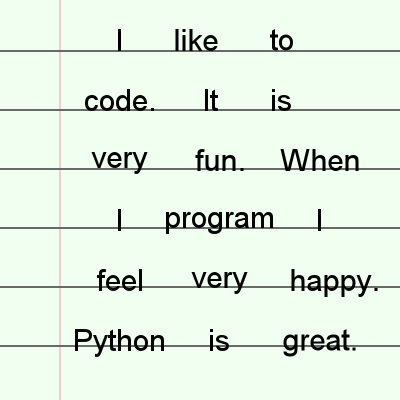 I like to
code. It is
very fun. When
I program I
feel very happy.
Python is great.